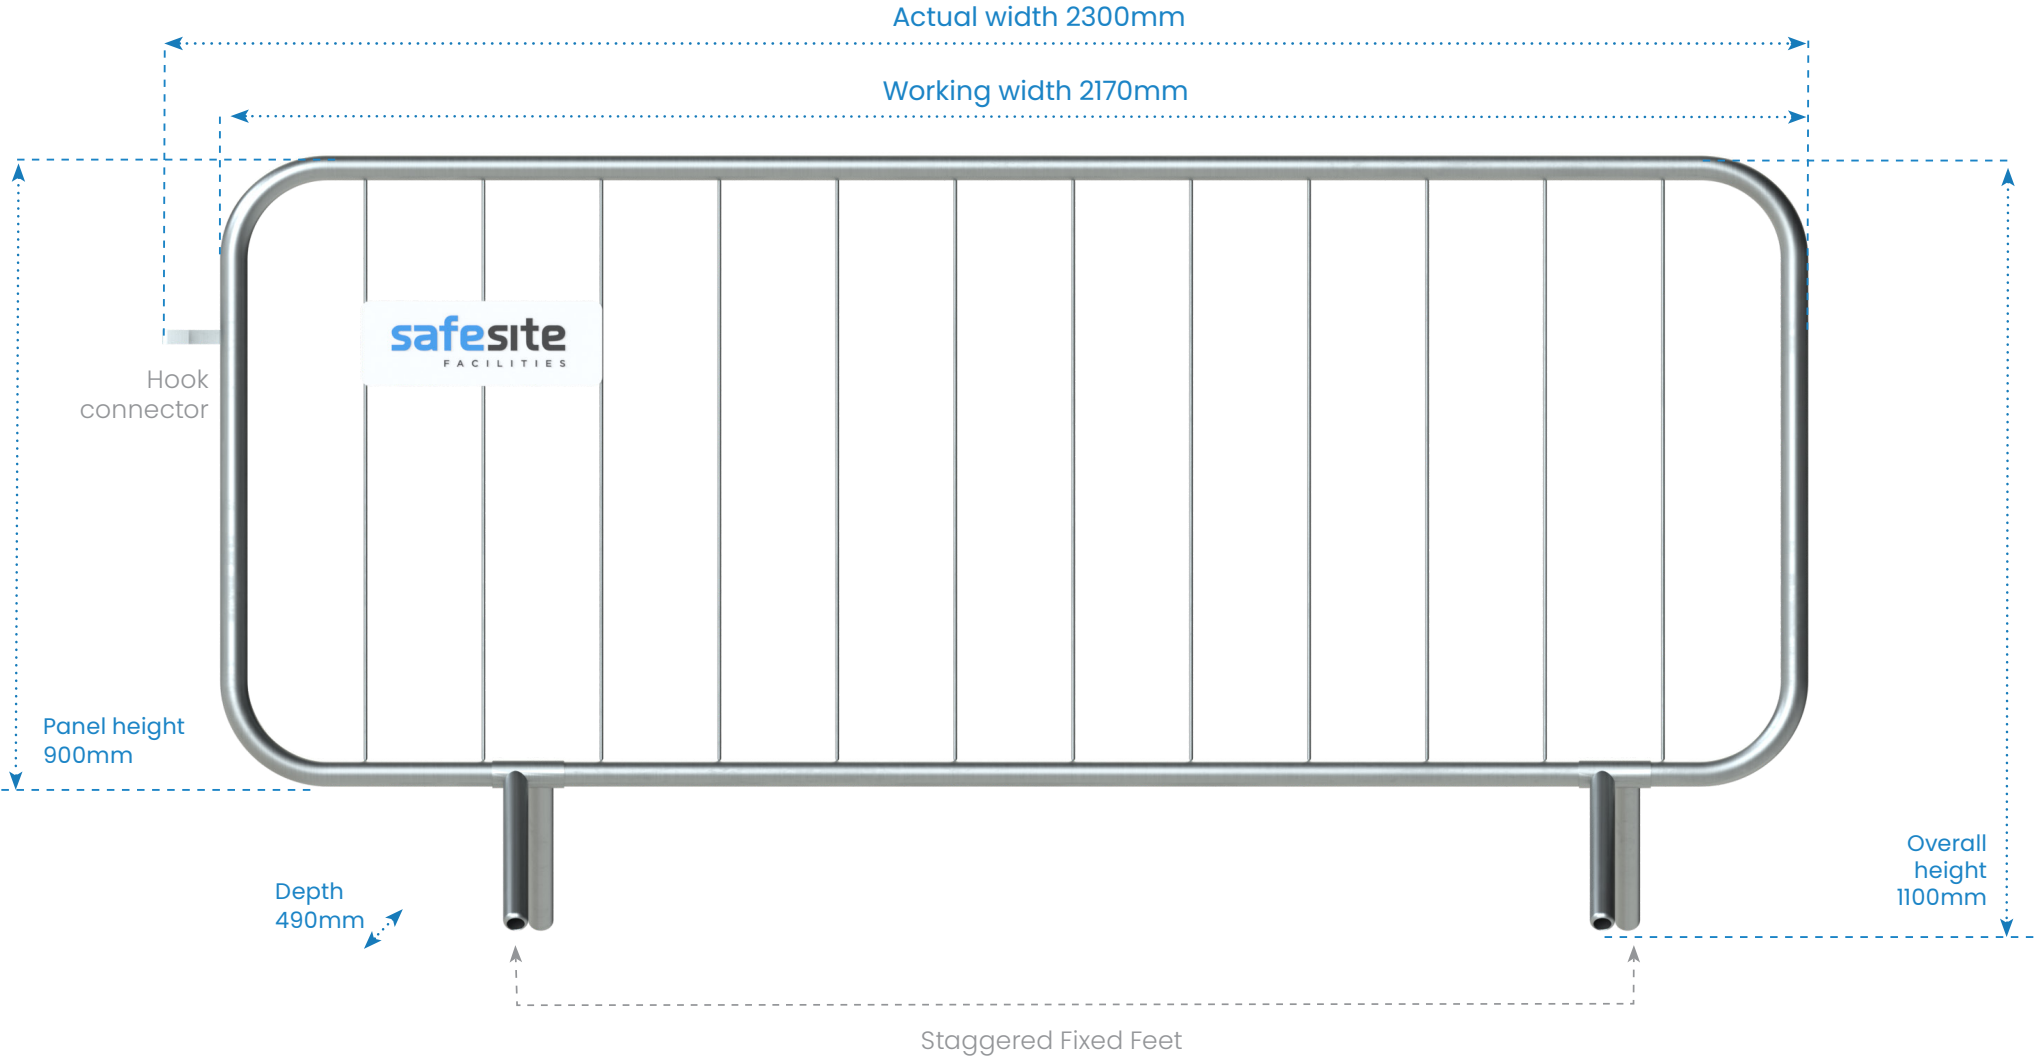 Actual width 2300mm
Working width 2170mm
safesite
FACILITIES
Hook
connector
Panel height
900mm
Depth
490mm
Overall
height
1100mm
Staggered Fixed Feet